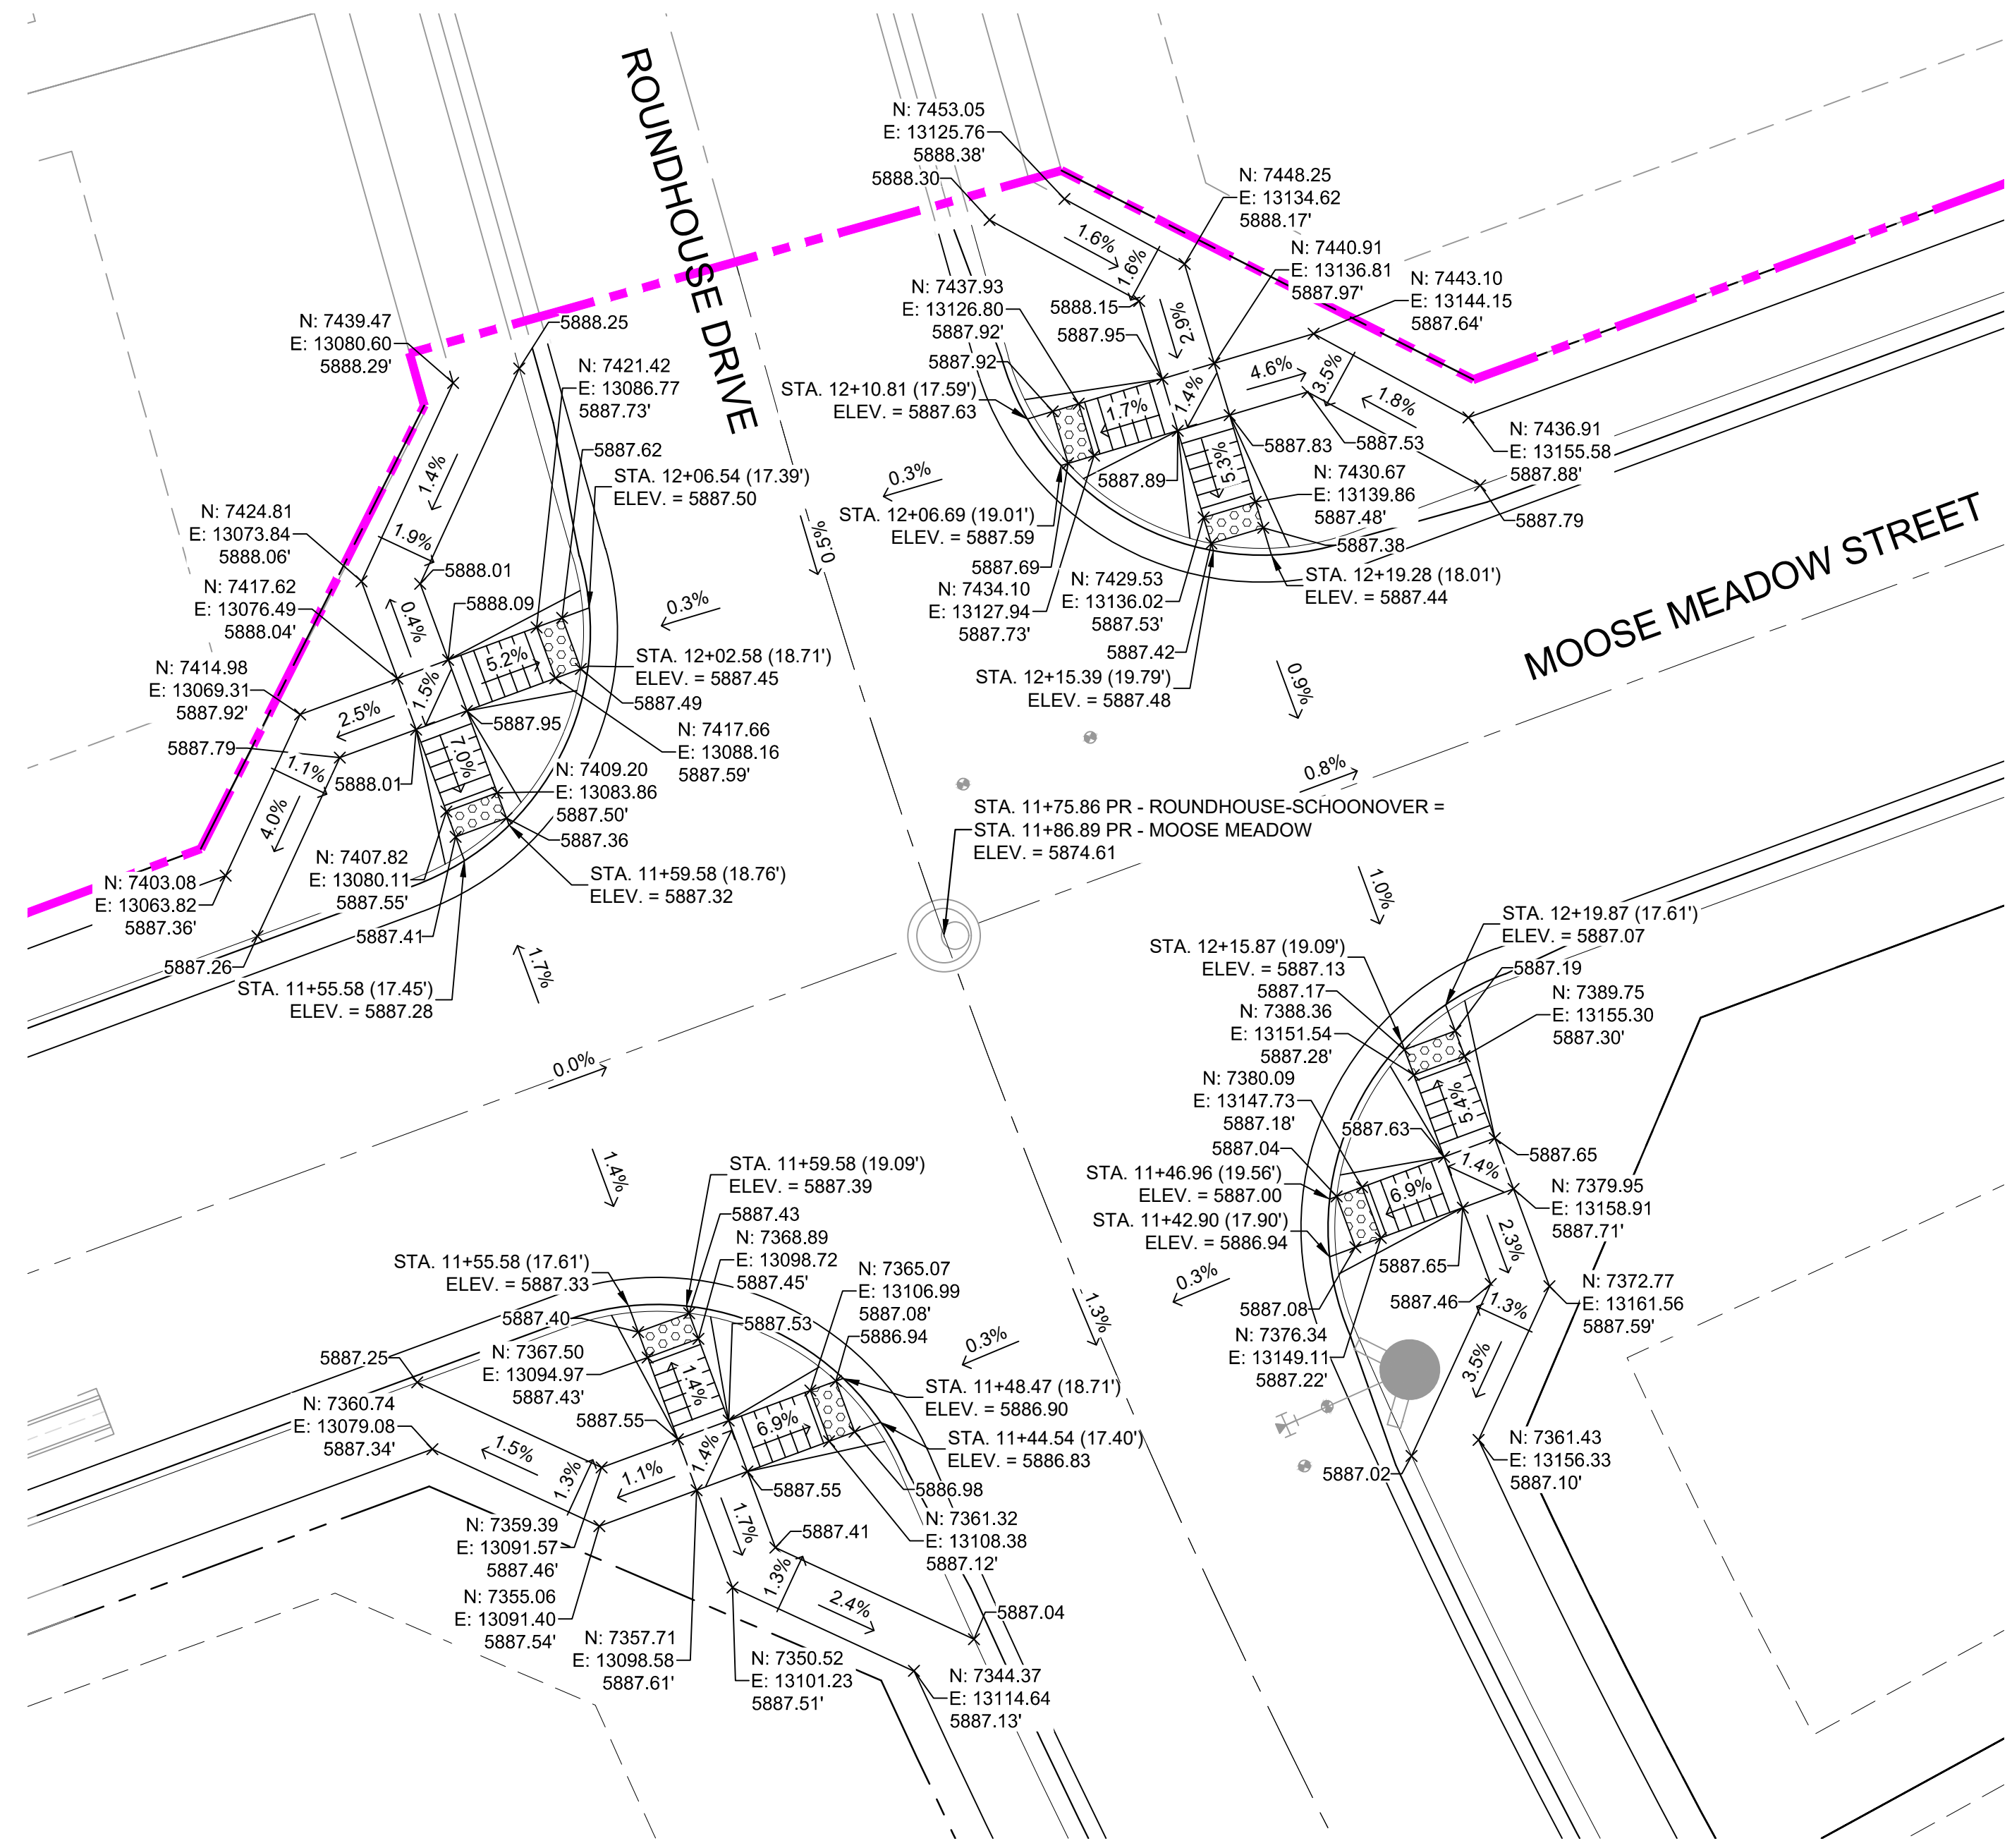 ROUNDHOUSE DRIVE
N: 7453.05
E: 13125.76
5888.38'
5888.30
N: 7448.25
E: 13134.62
5888.17'
N: 7440.91
E: 13136.81
5887.97'
N: 7443.10
E: 13144.15
5887.64'
1.6%
1.6%
2.9%
N: 7437.93
E: 13126.80
5887.92'
5888.15
5887.95
5887.92
STA. 12+10.81 (17.59')
ELEV. = 5887.63
1.7%
1.4%
4.6%
3.5%
1.8%
5887.83
5887.53
N: 7436.91
E: 13155.58
5887.88'
5887.79
5.3%
N: 7430.67
E: 13139.86
5887.48'
5887.89
5887.38
STA. 12+06.69 (19.01')
ELEV. = 5887.59
5887.69
N: 7434.10
E: 13127.94
5887.73'
N: 7429.53
E: 13136.02
5887.53'
STA. 12+19.28 (18.01')
ELEV. = 5887.44
5887.42
STA. 12+15.39 (19.79')
ELEV. = 5887.48
0.3%
0.5%
0.9%
MOOSE MEADOW STREET
N: 7439.47
E: 13080.60
5888.29'
5888.25
N: 7421.42
E: 13086.77
5887.73'
5887.62
STA. 12+06.54 (17.39')
ELEV. = 5887.50
1.4%
1.9%
N: 7424.81
E: 13073.84
5888.06'
N: 7417.62
E: 13076.49
5888.04'
5888.01
5888.09
0.4%
0.3%
5.2%
1.5%
N: 7414.98
E: 13069.31
5887.92'
2.5%
5887.79
1.1%
5888.01
7.0%
4.0%
STA. 12+02.58 (18.71')
ELEV. = 5887.45
5887.49
5887.95
N: 7417.66
E: 13088.16
5887.59'
N: 7409.20
E: 13083.86
5887.50'
5887.36
STA. 11+59.58 (18.76')
ELEV. = 5887.32
N: 7407.82
E: 13080.11
5887.55'
N: 7403.08
E: 13063.82
5887.36'
5887.41
5887.26
STA. 11+55.58 (17.45')
ELEV. = 5887.28
1.7%
0.8%
STA. 11+75.86 PR - ROUNDHOUSE-SCHOONOVER =
STA. 11+86.89 PR - MOOSE MEADOW
ELEV. = 5874.61
1.0%
0.0%
1.4%
STA. 12+19.87 (17.61')
ELEV. = 5887.07
STA. 12+15.87 (19.09')
ELEV. = 5887.13
5887.17
5887.19
N: 7389.75
E: 13155.30
5887.30'
N: 7388.36
E: 13151.54
5887.28'
5.4%
N: 7380.09
E: 13147.73
5887.18'
5887.63
5887.04
5887.65
1.4%
STA. 11+46.96 (19.56')
ELEV. = 5887.00
6.9%
N: 7379.95
E: 13158.91
5887.71'
STA. 11+42.90 (17.90')
ELEV. = 5886.94
2.3%
5887.65
0.3%
5887.46
5887.08
1.3%
N: 7372.77
E: 13161.56
5887.59'
N: 7376.34
E: 13149.11
5887.22'
3.5%
N: 7361.43
E: 13156.33
5887.10'
5887.02
1.3%
STA. 11+59.58 (19.09')
ELEV. = 5887.39
5887.43
N: 7368.89
E: 13098.72
5887.45'
STA. 11+55.58 (17.61')
ELEV. = 5887.33
N: 7365.07
E: 13106.99
5887.08'
5887.40
5887.53
5886.94
0.3%
5887.25
N: 7367.50
E: 13094.97
5887.43'
1.4%
STA. 11+48.47 (18.71')
ELEV. = 5886.90
N: 7360.74
E: 13079.08
5887.34'
5887.55
6.9%
STA. 11+44.54 (17.40')
ELEV. = 5886.83
1.5%
1.3%
1.1%
1.4%
5887.55
5886.98
N: 7359.39
E: 13091.57
5887.46'
1.7%
5887.41
N: 7361.32
E: 13108.38
5887.12'
N: 7355.06
E: 13091.40
5887.54'
1.3%
2.4%
5887.04
N: 7357.71
E: 13098.58
5887.61'
N: 7350.52
E: 13101.23
5887.51'
N: 7344.37
E: 13114.64
5887.13'